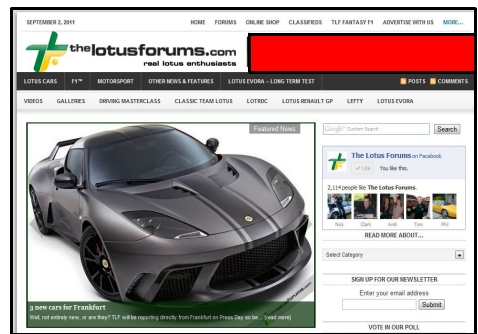 SEPTEMBER 2, 2011
HOME FORUMS ONLINE SHOP CLASSIFIEDS TLF FANTASY F1 ADVERTISE WITH US MORE...
thelotusforums.com
real lotus enthusiasts
LOTUS CARS F1™ MOTORSPORT OTHER NEWS & FEATURES LOTUS EVORA – LONG TERM TEST POSTS COMMENTS
VIDEOS GALLERIES DRIVING MASTERCLASS CLASSIC TEAM LOTUS LOTRDC LOTUS RENAULT GP LEFTY LOTUS EVORA
Featured News
Google™ Custom Search Search
The Lotus Forums on Facebook
Like You like this.
2,114 people like The Lotus Forums.
Nick Clark Andi Tom Phil
READ MORE ABOUT...
Select Category
SIGN UP FOR OUR NEWSLETTER
Enter your email address
Submit
VOTE IN OUR POLL
3 new cars for Frankfurt
Well, not entirely new, or are they? TLF will be reporting directly from Frankfurt on Press Day so be ... [read more]